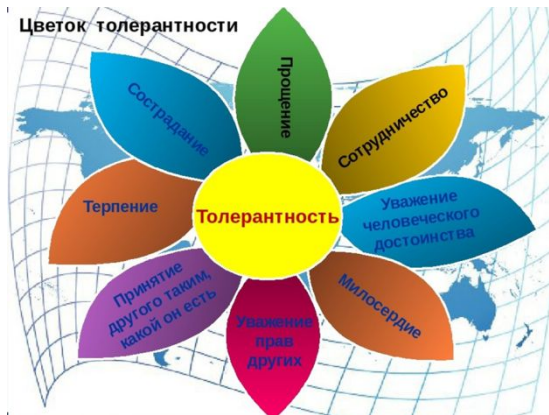 Цветок толерантности
Прощение
Сострадание
Сотрудничество
Терпение
Толерантность
Уважение
человеческого
достоинства
Принятие
другого таким,
какой он есть
Уважение
прав
других
Милосердие